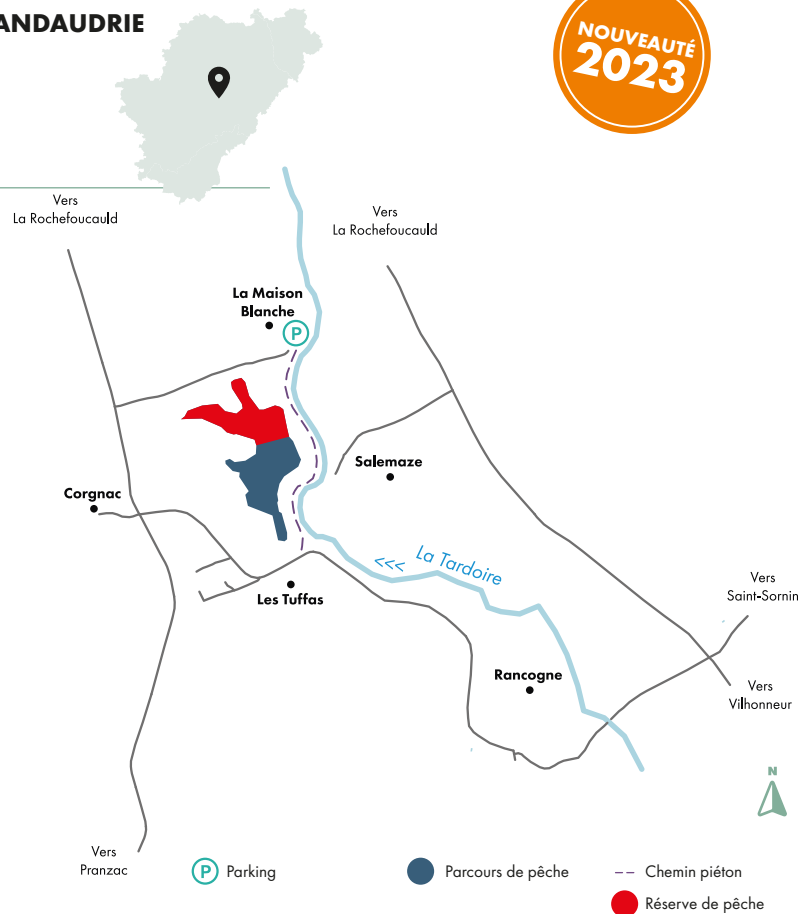 ANDAUDRIE
NOUVEAUTÉ
2023
Vers
La Rochefoucauld
Vers
La Rochefoucauld
La Maison
Blanche
P
Salemaze
Corgnac
<<< La Tardoire
Les Tuffas
Vers
Saint-Sornin
Rancogne
Vers
Vilhonneur
N
Vers
Pranzac
P Parking
Parcours de pêche
Chemin piéton
Réserve de pêche